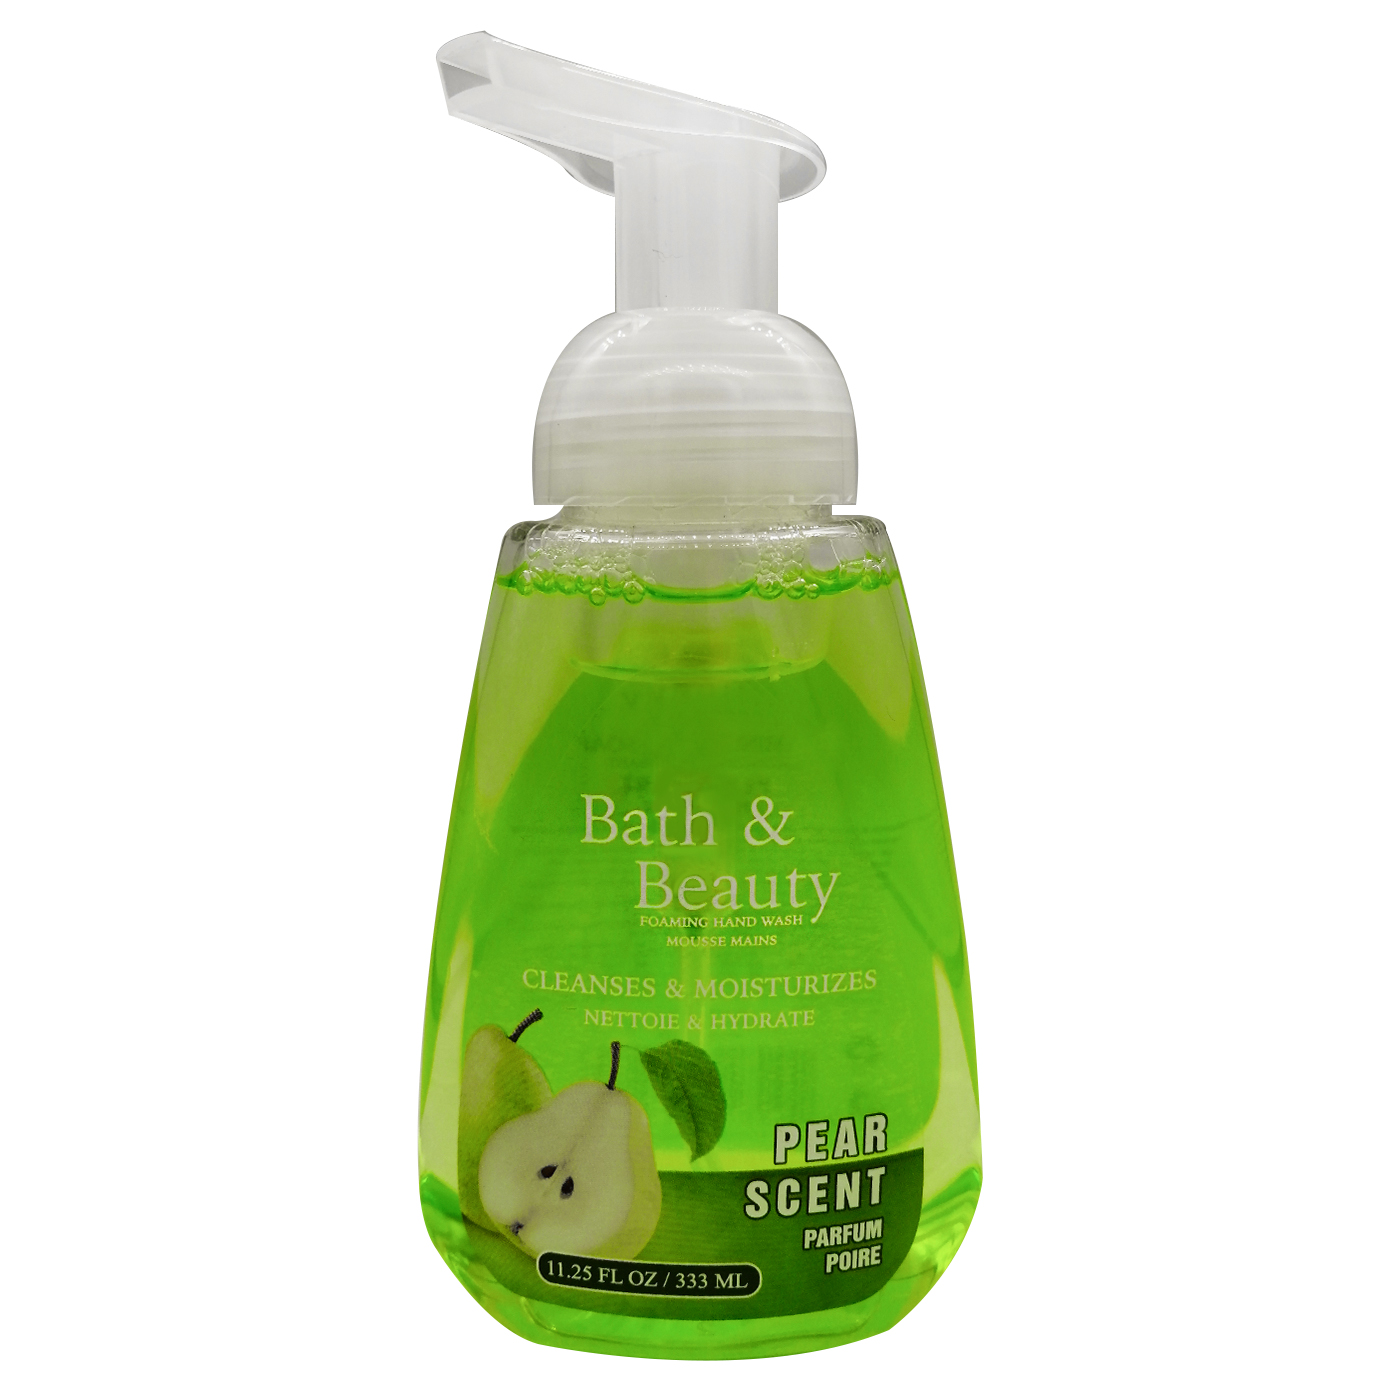 Bath &
Beauty
FOAMING HAND WASH
MOUSSE MAINS
CLEANSES & MOISTURIZES
NETTOIE & HYDRATE
PEAR
SCENT
PARFUM
POIRE
11.25 FL OZ / 333 ML